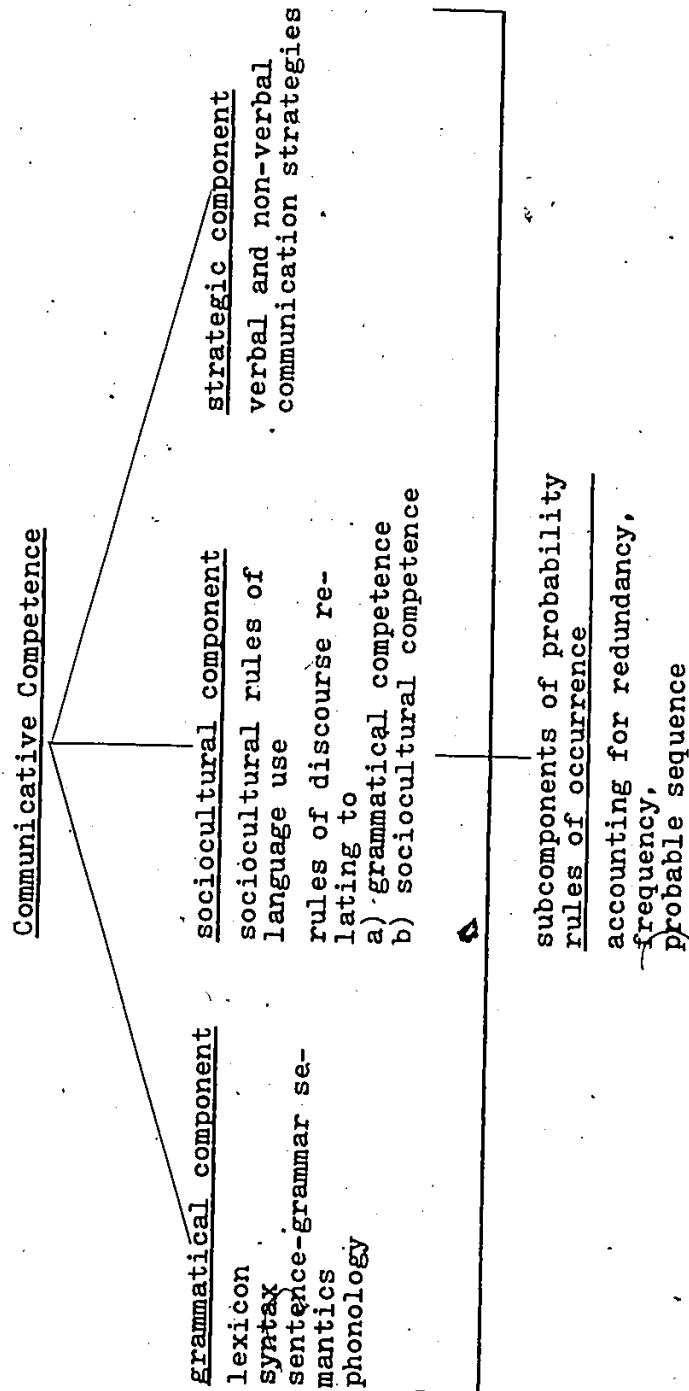 Communicative Competence
grammatical component
lexicon
syntax
sentence-grammar se-
mantics
phonology
sociocultural component
sociocultural rules of
language use
rules of discourse re-
lating to
a) grammatical competence
b) sociocultural competence
strategic component
verbal and non-verbal
communication strategies
subcomponents of probability
rules of occurrence
accounting for redundancy,
frequency,
probable sequence